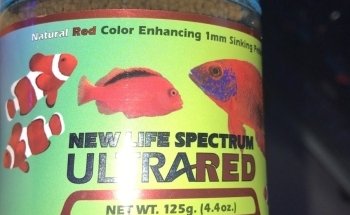 Natural Red Color Enhancing 1mm Sinking
NEW LIFE SPECTRUM
ULTRARED
NET WT. 125g. (4.4oz.)